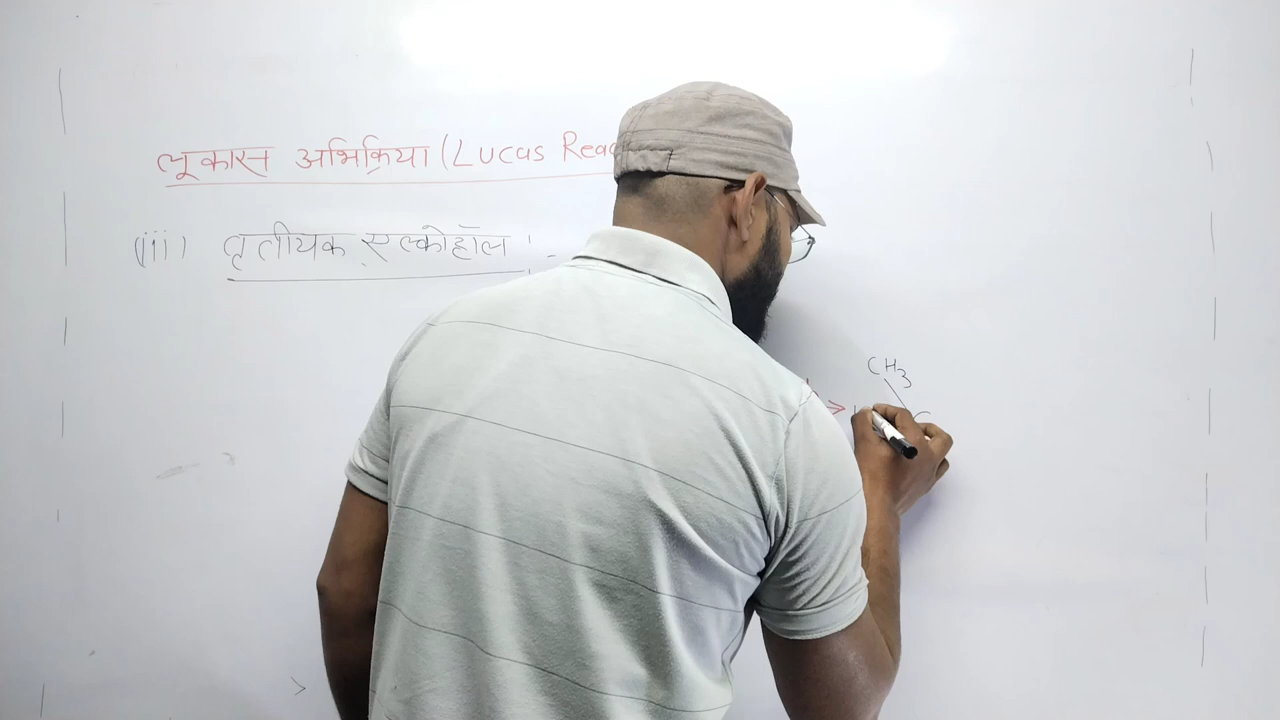 लूकास अभिक्रिया (Lucas Reac
(iii) तृतीयक एल्कोहॉल :-
CH3
C